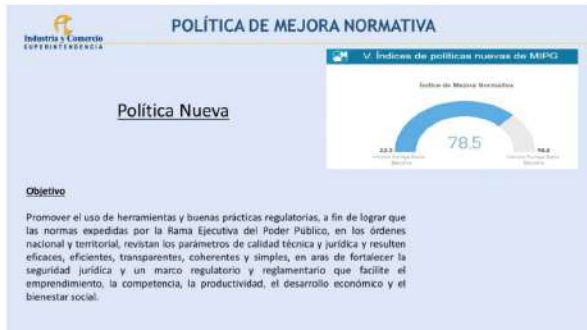 Industria y Comercio
SUPERINTENDENCIA
POLÍTICA DE MEJORA NORMATIVA
V. Índices de políticas nuevas de MIPG
Índice de Mejora Normativa
78.5
Política Nueva
Objetivo
Promover el uso de herramientas y buenas prácticas regulatorias, a fin de lograr que
las normas expedidas por la Rama Ejecutiva del Poder Público, en los órdenes
nacional y territorial, revistan los parámetros de calidad técnica y jurídica y resulten
eficaces, eficientes, transparentes, coherentes y simples, en aras de fortalecer la
seguridad jurídica y un marco regulatorio y reglamentario que facilite el
emprendimiento, la competencia, la productividad, el desarrollo económico y el
bienestar social.